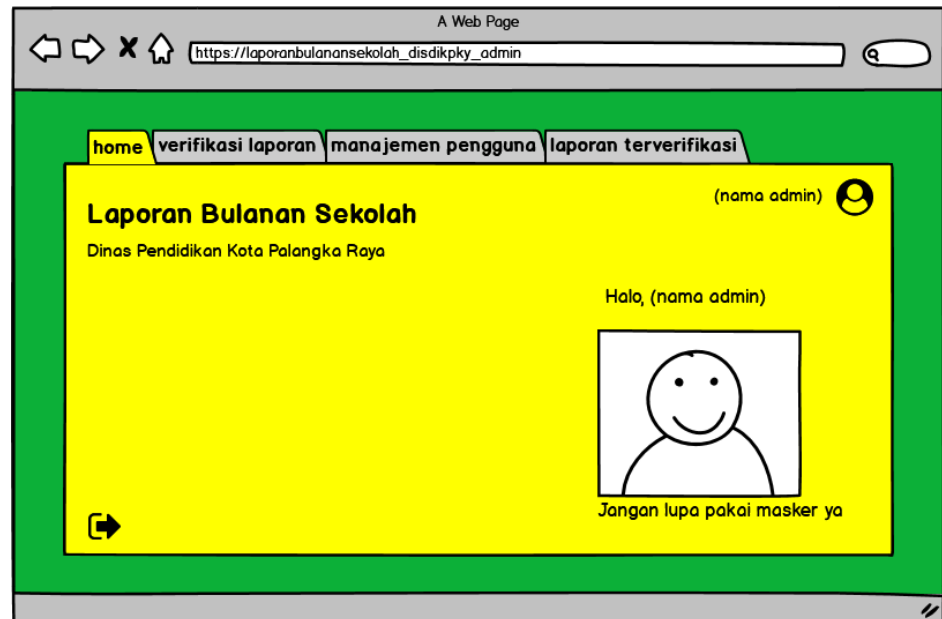 A Web Page
https://laporanbulanansekolah_disdikpky_admin
home verifikasi laporan manajemen pengguna laporan terverifikasi
(nama admin)
Laporan Bulanan Sekolah
Dinas Pendidikan Kota Palangka Raya
Halo, (nama admin)
Jangan lupa pakai masker ya